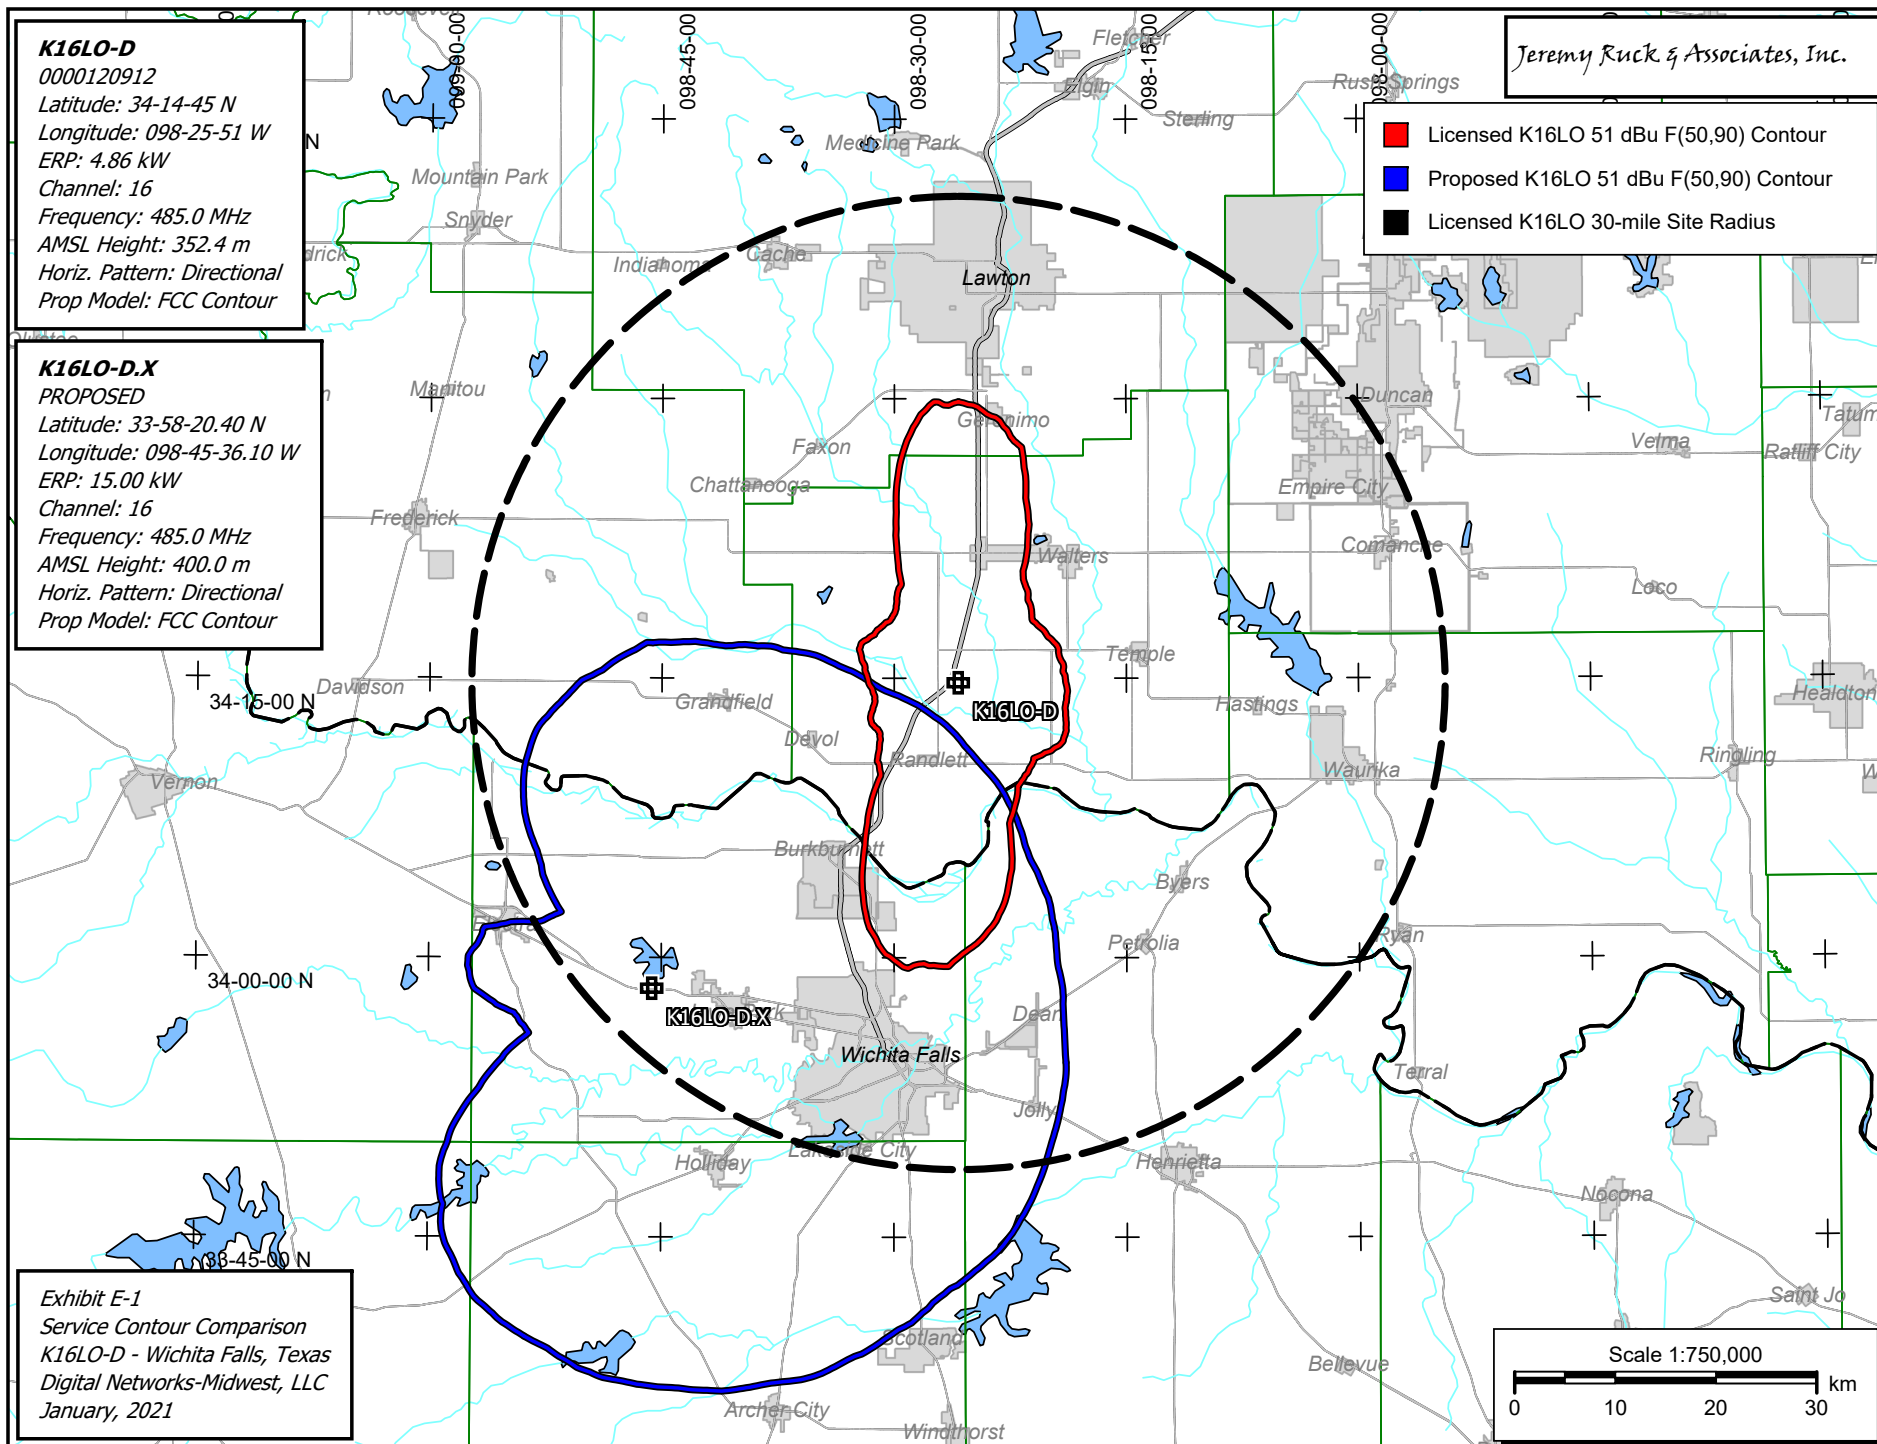 K16LO-D
0000120912
Latitude: 34-14-45 N
Longitude: 098-25-51 W
ERP: 4.86 kW
Channel: 16
Frequency: 485.0 MHz
AMSL Height: 352.4 m
Horiz. Pattern: Directional
Prop Model: FCC Contour
K16LO-D.X
PROPOSED
Latitude: 33-58-20.40 N
Longitude: 098-45-36.10 W
ERP: 15.00 kW
Channel: 16
Frequency: 485.0 MHz
AMSL Height: 400.0 m
Horiz. Pattern: Directional
Prop Model: FCC Contour
Jeremy Ruck & Associates, Inc.
Licensed K16LO 51 dBu F(50,90) Contour
Proposed K16LO 51 dBu F(50,90) Contour
Licensed K16LO 30-mile Site Radius
099-00-00
098-45-00
098-30-00
098-15-00
098-00-00
N
Fletcher
Elgin
Sterling
Rush Springs
Medicine Park
Mountain Park
Snyder
Indiahoma
Cache
Lawton
Manitou
Geronimo
Faxon
Chattanooga
Duncan
Velma
Ratliff City
Empire City
Frederick
Walters
Comanche
Loco
Temple
Davidson
34-15-00 N
Grandfield
K16LO-D
Hastings
Healdton
Devol
Randlett
Waurika
Ringling
Vernon
Burkburnett
Byers
Electra
Petrolia
Ryan
34-00-00 N
K16LO-D.X
Park
Dean
Wichita Falls
Terral
Jolly
Holliday
Lakeside City
Henrietta
Nocona
33-45-00 N
Saint Jo
Scotland
Bellevue
Archer City
Windthorst
Exhibit E-1
Service Contour Comparison
K16LO-D - Wichita Falls, Texas
Digital Networks-Midwest, LLC
January, 2021
Scale 1:750,000
km
0 10 20 30